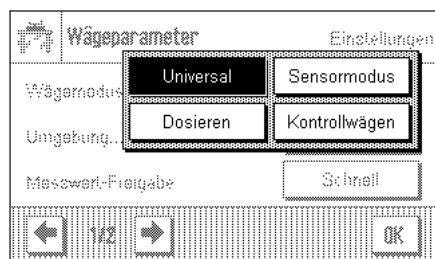 Wägeparameter
Einstellungen
Universal
Sensormodus
Wägemodus
Dosieren
Kontrollwägen
Umgebung...
Messwert-Freigabe
Schnell
1/2
OK